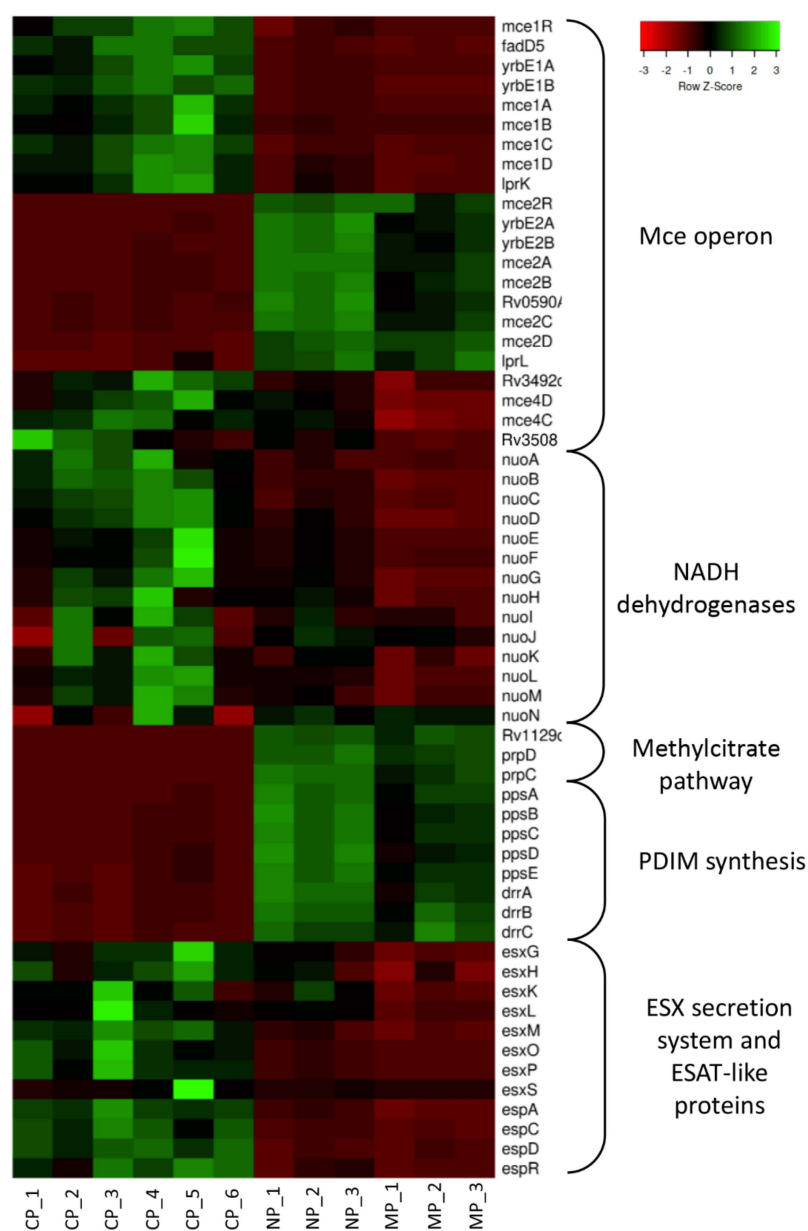 mce1R
fadD5
yrbE1A
yrbE1B
mce1A
mce1B
mce1C
mce1D
lprK
mce2R
yrbE2A
yrbE2B
mce2A
mce2B
Rv0590A
mce2C
mce2D
lprL
Rv3492c
mce4D
mce4C
Rv3508
nuoA
nuoB
nuoC
nuoD
nuoE
nuoF
nuoG
nuoH
nuoI
nuoJ
nuoK
nuoL
nuoM
nuoN
Rv1129c
prpD
prpC
ppsA
ppsB
ppsC
ppsD
ppsE
drrA
drrB
drrC
esxG
esxH
esxK
esxL
esxM
esxO
esxP
esxS
espA
espC
espD
espR
-3 -2 -1 0 1 2 3
Row Z-Score
Mce operon
NADH
dehydrogenases
Methylcitrate
pathway
PDIM synthesis
ESX secretion
system and
ESAT-like
proteins
CP_1 CP_2 CP_3 CP_4 CP_5 CP_6 NP_1 NP_2 NP_3 MP_1 MP_2 MP_3